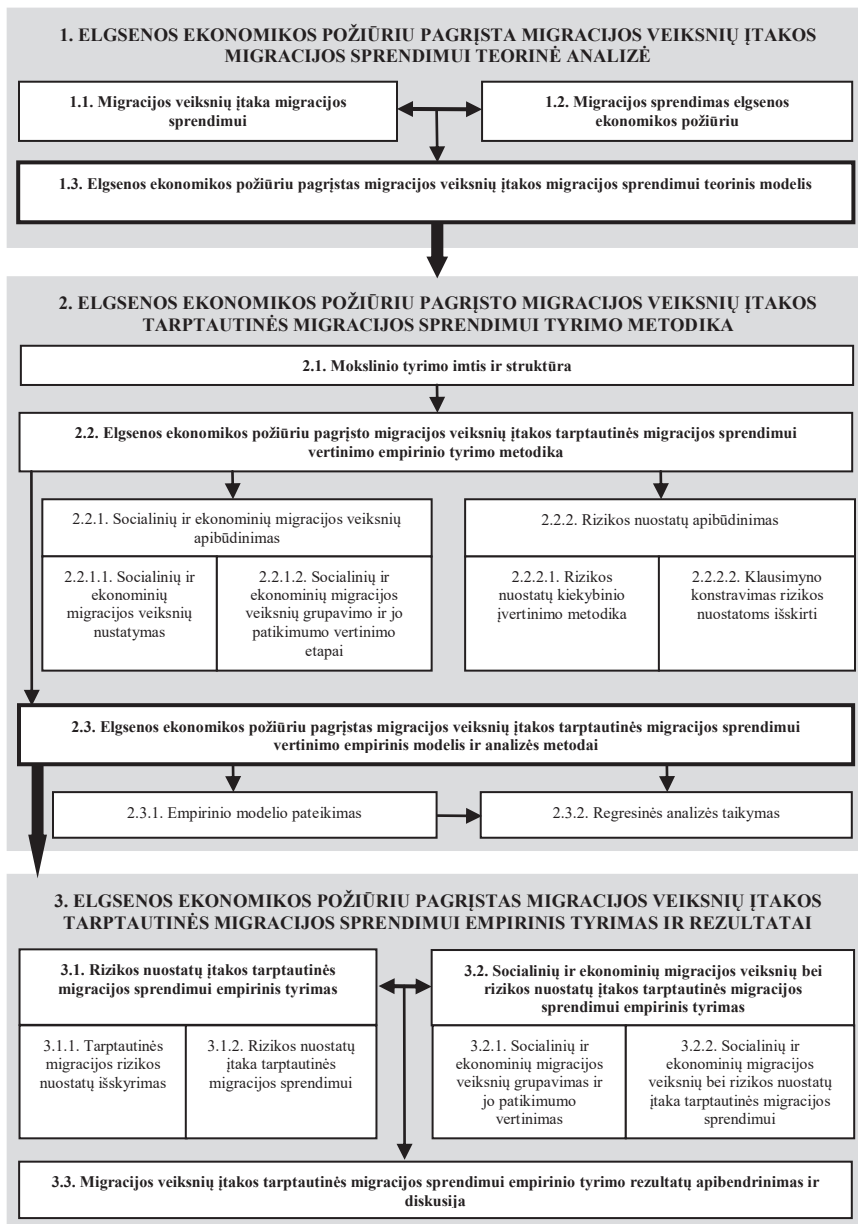 1. ELGSENOS EKONOMIKOS POŽIŪRIU PAGRĮSTA MIGRACIJOS VEIKSNIŲ ĮTAKOS
MIGRACIJOS SPRENDIMUI TEORINĖ ANALIZĖ
1.1. Migracijos veiksnių įtaka migracijos
sprendimui
1.2. Migracijos sprendimas elgsenos
ekonomikos požiūriu
1.3. Elgsenos ekonomikos požiūriu pagrįstas migracijos veiksnių įtakos migracijos sprendimui teorinis modelis
2. ELGSENOS EKONOMIKOS POŽIŪRIU PAGRĮSTO MIGRACIJOS VEIKSNIŲ ĮTAKOS
TARPTAUTINĖS MIGRACIJOS SPRENDIMUI TYRIMO METODIKA
2.1. Mokslinio tyrimo imtis ir struktūra
2.2. Elgsenos ekonomikos požiūriu pagrįsto migracijos veiksnių įtakos tarptautinės migracijos sprendimui
vertinimo empirinio tyrimo metodika
2.2.1. Socialinių ir ekonominių migracijos veiksnių
apibūdinimas
2.2.1.1. Socialinių ir
ekonominių
migracijos veiksnių
nustatymas
2.2.1.2. Socialinių ir
ekonominių migracijos
veiksnių grupavimo ir jo
patikimumo vertinimo
etapai
2.2.2. Rizikos nuostatų apibūdinimas
2.2.2.1. Rizikos
nuostatų kiekybinio
įvertinimo metodika
2.2.2.2. Klausimyno
konstravimas rizikos
nuostatoms išskirti
2.3. Elgsenos ekonomikos požiūriu pagrįstas migracijos veiksnių įtakos tarptautinės migracijos sprendimui
vertinimo empirinis modelis ir analizės metodai
2.3.1. Empirinio modelio pateikimas
2.3.2. Regresinės analizės taikymas
3. ELGSENOS EKONOMIKOS POŽIŪRIU PAGRĮSTAS MIGRACIJOS VEIKSNIŲ ĮTAKOS
TARPTAUTINĖS MIGRACIJOS SPRENDIMUI EMPIRINIS TYRIMAS IR REZULTATAI
3.1. Rizikos nuostatų įtakos tarptautinės
migracijos sprendimui empirinis tyrimas
3.1.1. Tarptautinės
migracijos rizikos
nuostatų išskyrimas
3.1.2. Rizikos nuostatų
įtaka tarptautinės
migracijos sprendimui
3.2. Socialinių ir ekonominių migracijos veiksnių bei
rizikos nuostatų įtakos tarptautinės migracijos
sprendimui empirinis tyrimas
3.2.1. Socialinių ir
ekonominių migracijos
veiksnių grupavimas ir
jo patikimumo
vertinimas
3.2.2. Socialinių ir
ekonominių migracijos
veiksnių bei rizikos nuostatų
įtaka tarptautinės migracijos
sprendimui
3.3. Migracijos veiksnių įtakos tarptautinės migracijos sprendimui empirinio tyrimo rezultatų apibendrinimas ir
diskusija